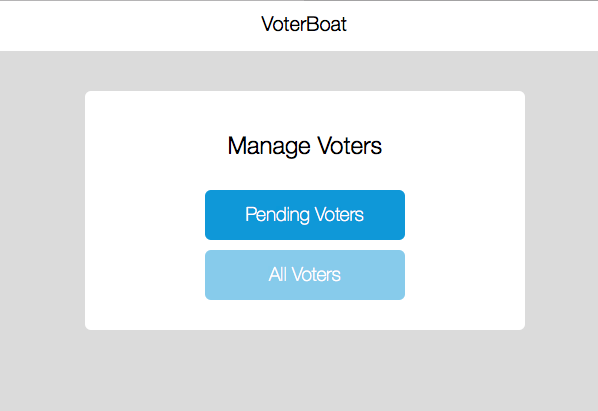 VoterBoat
Manage Voters
Pending Voters
All Voters